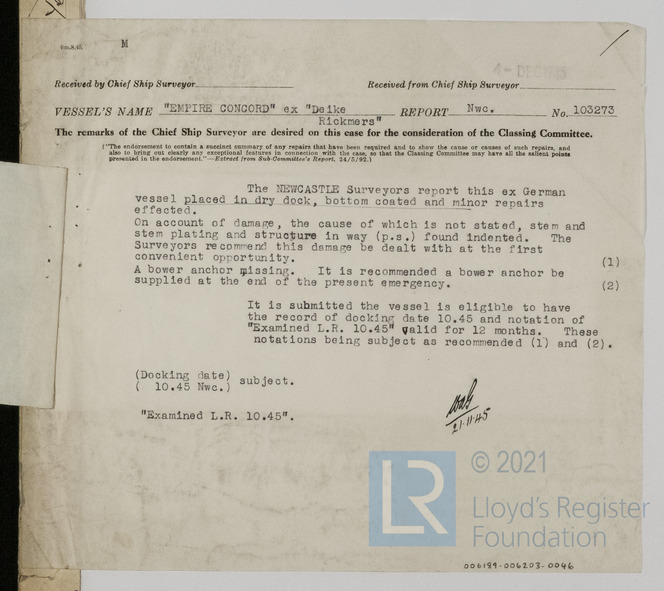 6m.8.45. M
4 - DEC 1945
Received by Chief Ship Surveyor
Received from Chief Ship Surveyor
VESSEL'S NAME "EMPIRE CONCORD" ex "Deike Rickmers" REPORT Nwc. No. 103273
The remarks of the Chief Ship Surveyor are desired on this case for the consideration of the Classing Committee.
("The endorsement to contain a succinct summary of any repairs that have been required and to show the cause or causes of such repairs, and
also to bring out clearly any exceptional features in connection with the case, so that the Classing Committee may have all the salient points
presented in the endorsement."—Extract from Sub-Committee's Report, 24/5/92.)
The NEWCASTLE Surveyors report this ex German
vessel placed in dry dock, bottom coated and minor repairs
effected.
On account of damage, the cause of which is not stated, stem and
stem plating and structure in way (p.s.) found indented. The
Surveyors recommend this damage be dealt with at the first
convenient opportunity. (1)
A bower anchor missing. It is recommended a bower anchor be
supplied at the end of the present emergency. (2)
It is submitted the vessel is eligible to have
the record of docking date 10.45 and notation of
"Examined L.R. 10.45" valid for 12 months. These
notations being subject as recommended (1) and (2).
(Docking date) subject.
( 10.45 Nwc.)
"Examined L.R. 10.45".
21.11.45
LR
© 2021
Lloyd's Register
Foundation
006189-006203-0046